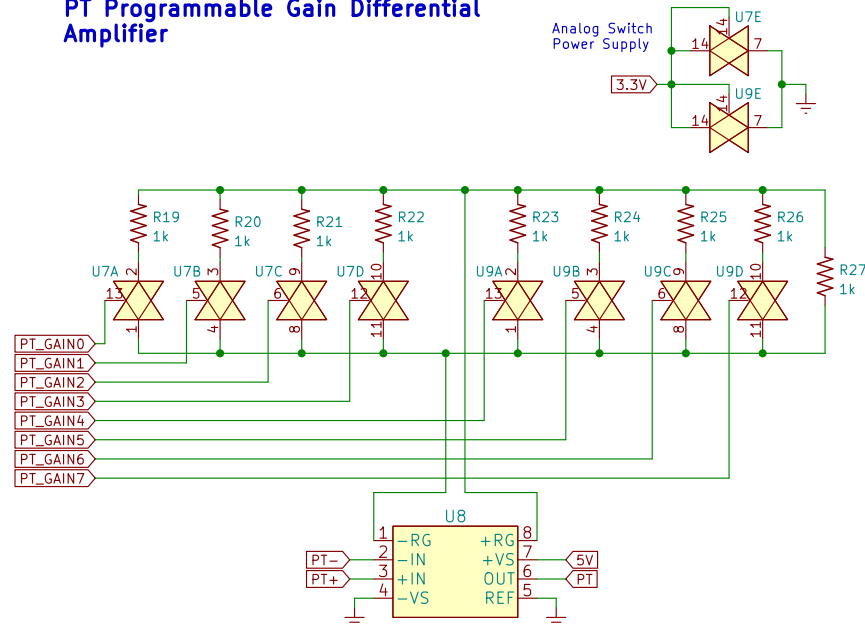 PT Programmable Gain Differential
Amplifier
Analog Switch
Power Supply
U7E
14
14
7
3.3V
U9E
14
14
7
R19
1k
R20
1k
R21
1k
R22
1k
R23
1k
R24
1k
R25
1k
R26
1k
R27
1k
U7A
2
13
1
U7B
3
5
4
U7C
9
6
8
U7D
10
12
11
U9A
2
13
1
U9B
3
5
4
U9C
9
6
8
U9D
10
12
11
PT_GAIN0
PT_GAIN1
PT_GAIN2
PT_GAIN3
PT_GAIN4
PT_GAIN5
PT_GAIN6
PT_GAIN7
U8
1 -RG +RG 8
PT- 2 -IN +VS 7 5V
PT+ 3 +IN OUT 6 PT
4 -VS REF 5